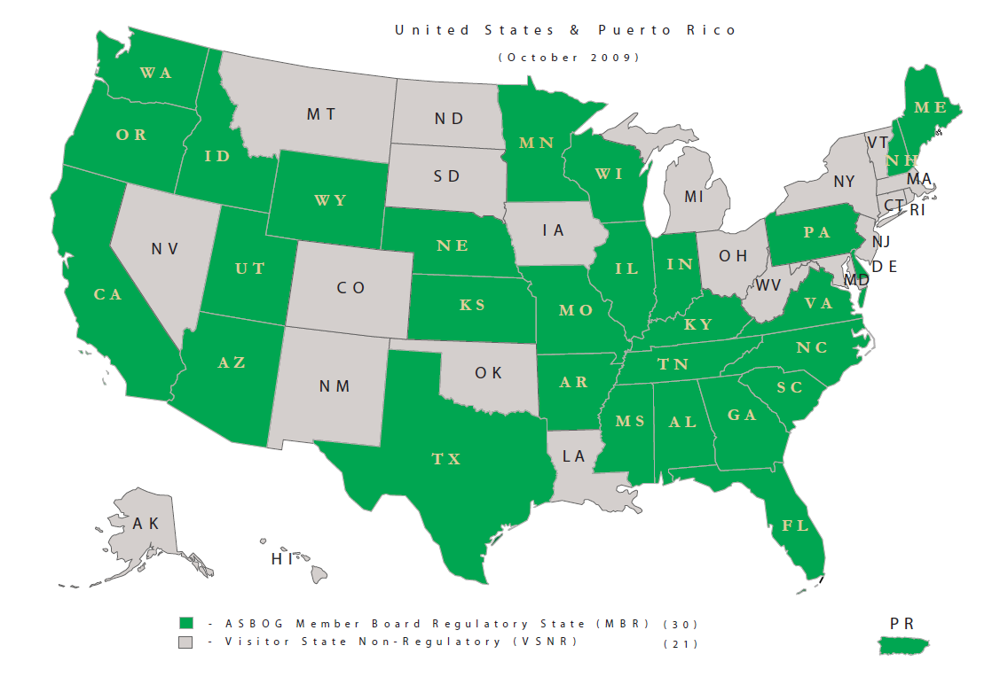 United States & Puerto Rico
(October 2009)
WA
MT
ND
MN
ME
OR
ID
SD
WI
VT
NH
WY
MI
NY
MA
CT
RI
NV
UT
NE
IA
PA
NJ
CO
IL
IN
OH
DE
CA
KS
MO
WV
MD
VA
KY
AZ
NM
OK
AR
TN
NC
SC
TX
LA
MS
AL
GA
AK
HI
FL
- ASBOG Member Board Regulatory State (MBR) (30)
- Visitor State Non-Regulatory (VSNR) (21)
PR